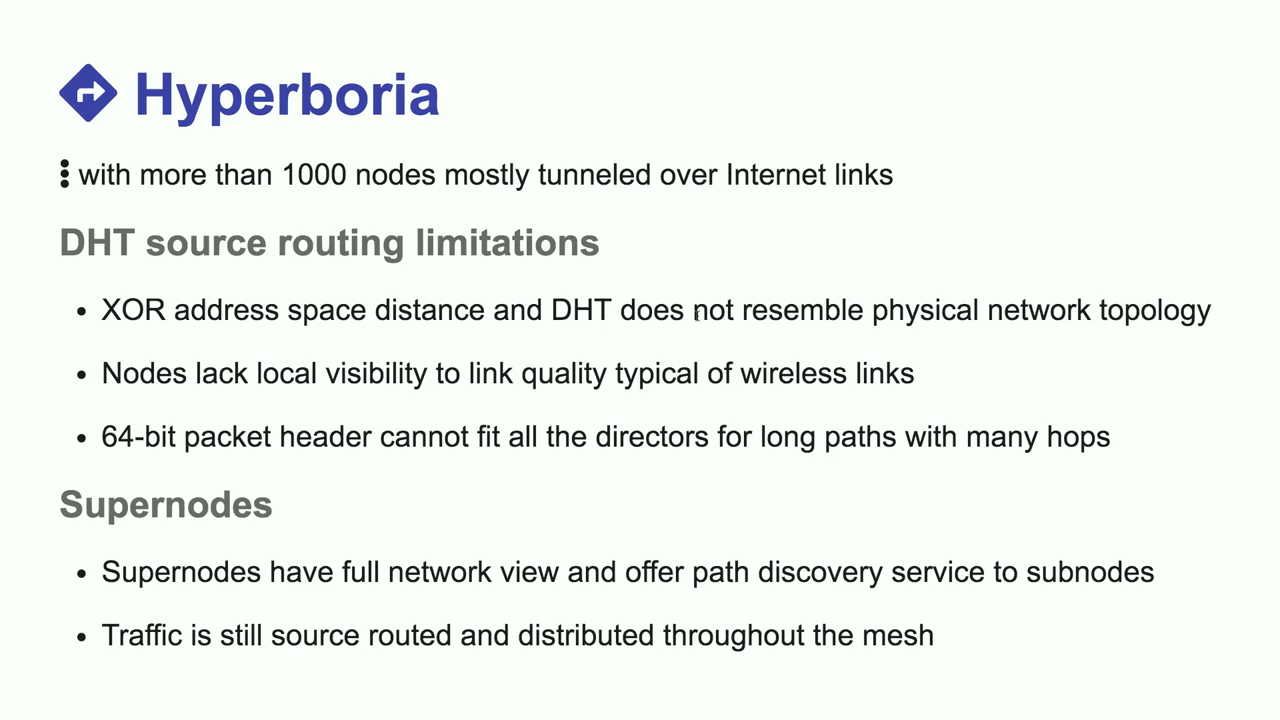 Hyperboria
with more than 1000 nodes mostly tunneled over Internet links
DHT source routing limitations
• XOR address space distance and DHT does not resemble physical network topology
• Nodes lack local visibility to link quality typical of wireless links
• 64-bit packet header cannot fit all the directors for long paths with many hops
Supernodes
• Supernodes have full network view and offer path discovery service to subnodes
• Traffic is still source routed and distributed throughout the mesh